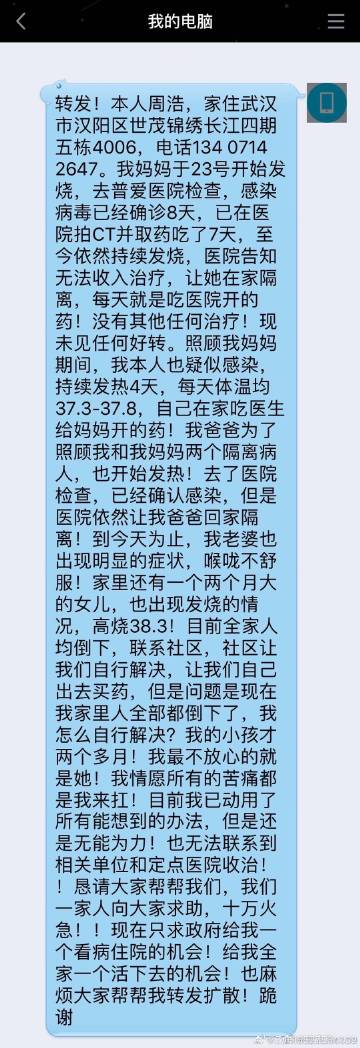 我的电脑
转发！本人周浩，家住武汉
市汉阳区世茂锦绣长江四期
五栋4006，电话134 0714
2647。我妈妈于23号开始发
烧，去普爱医院检查，感染
病毒已经确诊8天，已在医
院拍CT并取药吃了7天，至
今依然持续发烧，医院告知
无法收入治疗，让她在家隔
离，每天就是吃医院开的
药！没有其他任何治疗！现
未见任何好转。照顾我妈妈
期间，我本人也疑似感染，
持续发热4天，每天体温均
37.3-37.8，自己在家吃医生
给妈妈开的药！我爸爸为了
照顾我和我妈妈两个隔离病
人，也开始发热！去了医院
检查，已经确认感染，但是
医院依然让我爸爸回家隔
离！到今天为止，我老婆也
出现明显的症状，喉咙不舒
服！家里还有一个两个月大
的女儿，也出现发烧的情
况，高烧38.3！目前全家人
均倒下，联系社区，社区让
我们自行解决，让我们自己
出去买药，但是问题是现在
我家里人全部都倒下了，我
怎么自行解决？我的小孩才
两个多月！我最不放心的就
是她！我情愿所有的苦痛都
是我来扛！目前我已动用了
所有能想到的办法，但是还
是无能为力！也无法联系到
相关单位和定点医院收治！
！恳请大家帮帮我们，我们
一家人向大家求助，十万火
急！！现在只求政府给我一
个看病住院的机会！给我全
家一个活下去的机会！也麻
烦大家帮帮我转发扩散！跪
谢